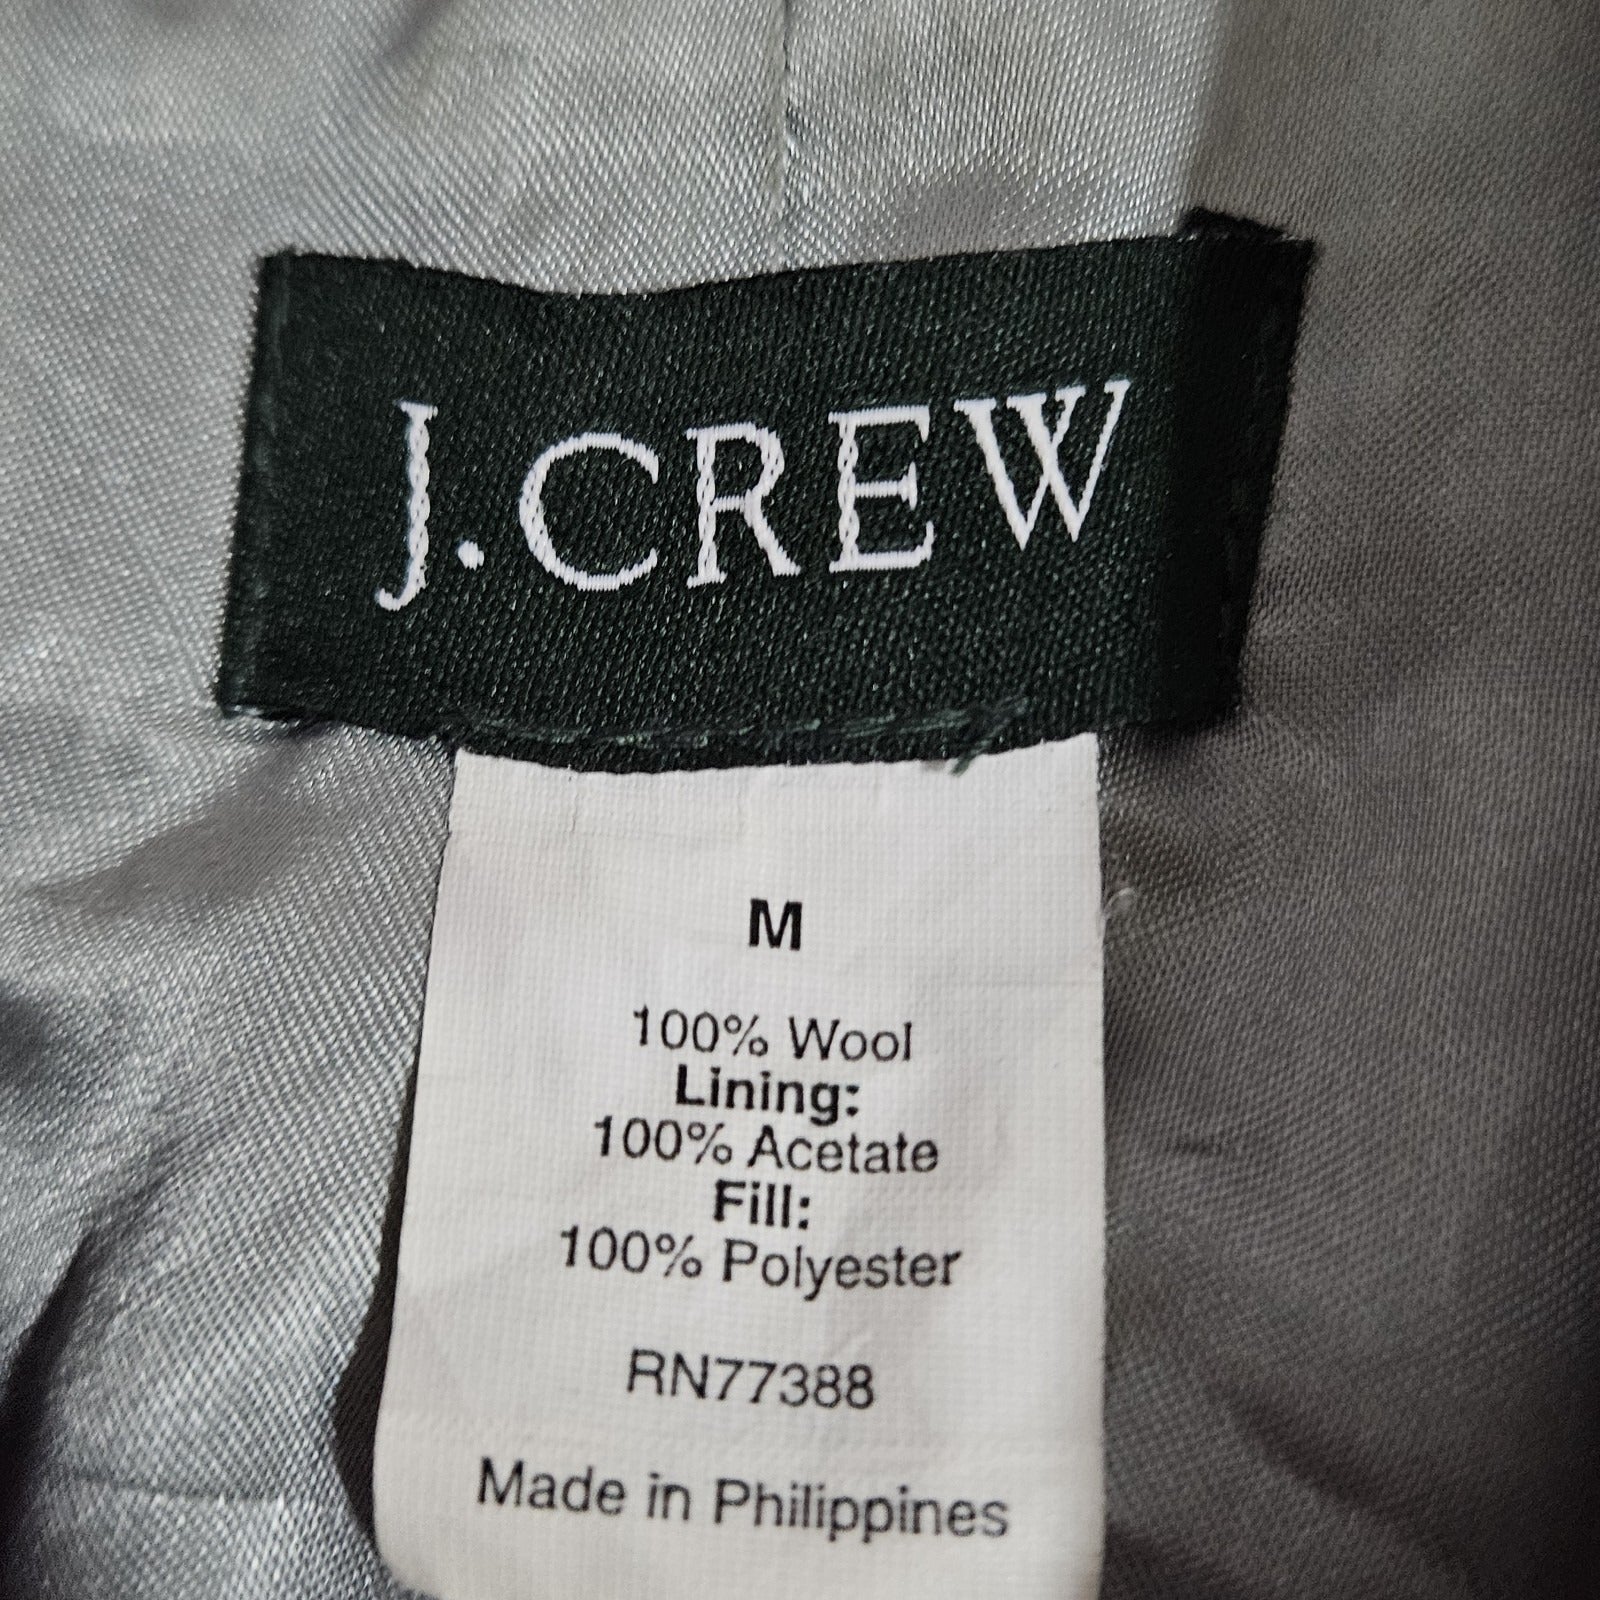 J.CREW
M
100% Wool
Lining:
100% Acetate
Fill:
100% Polyester
RN77388
Made in Philippines